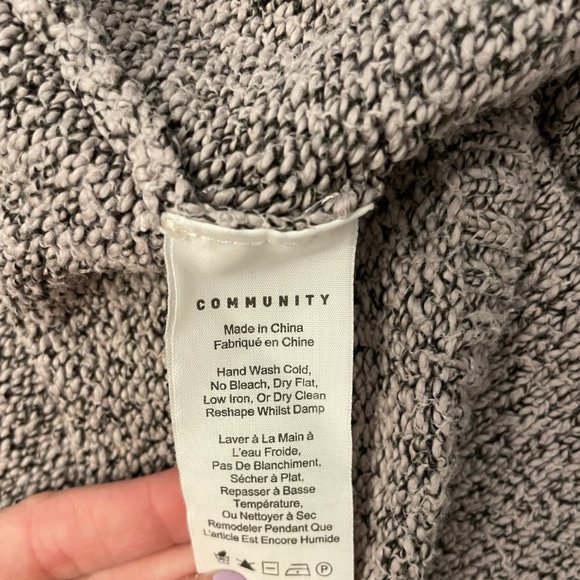 COMMUNITY
Made in China
Fabriqué en Chine
Hand Wash Cold,
No Bleach, Dry Flat,
Low Iron, Or Dry Clean
Reshape Whilst Damp
Laver à La Main à
L'eau Froide,
Pas De Blanchiment,
Sécher à Plat,
Repasser à Basse
Température,
Ou Nettoyer à Sec
Remodeler Pendant Que
L'article Est Encore Humide
P